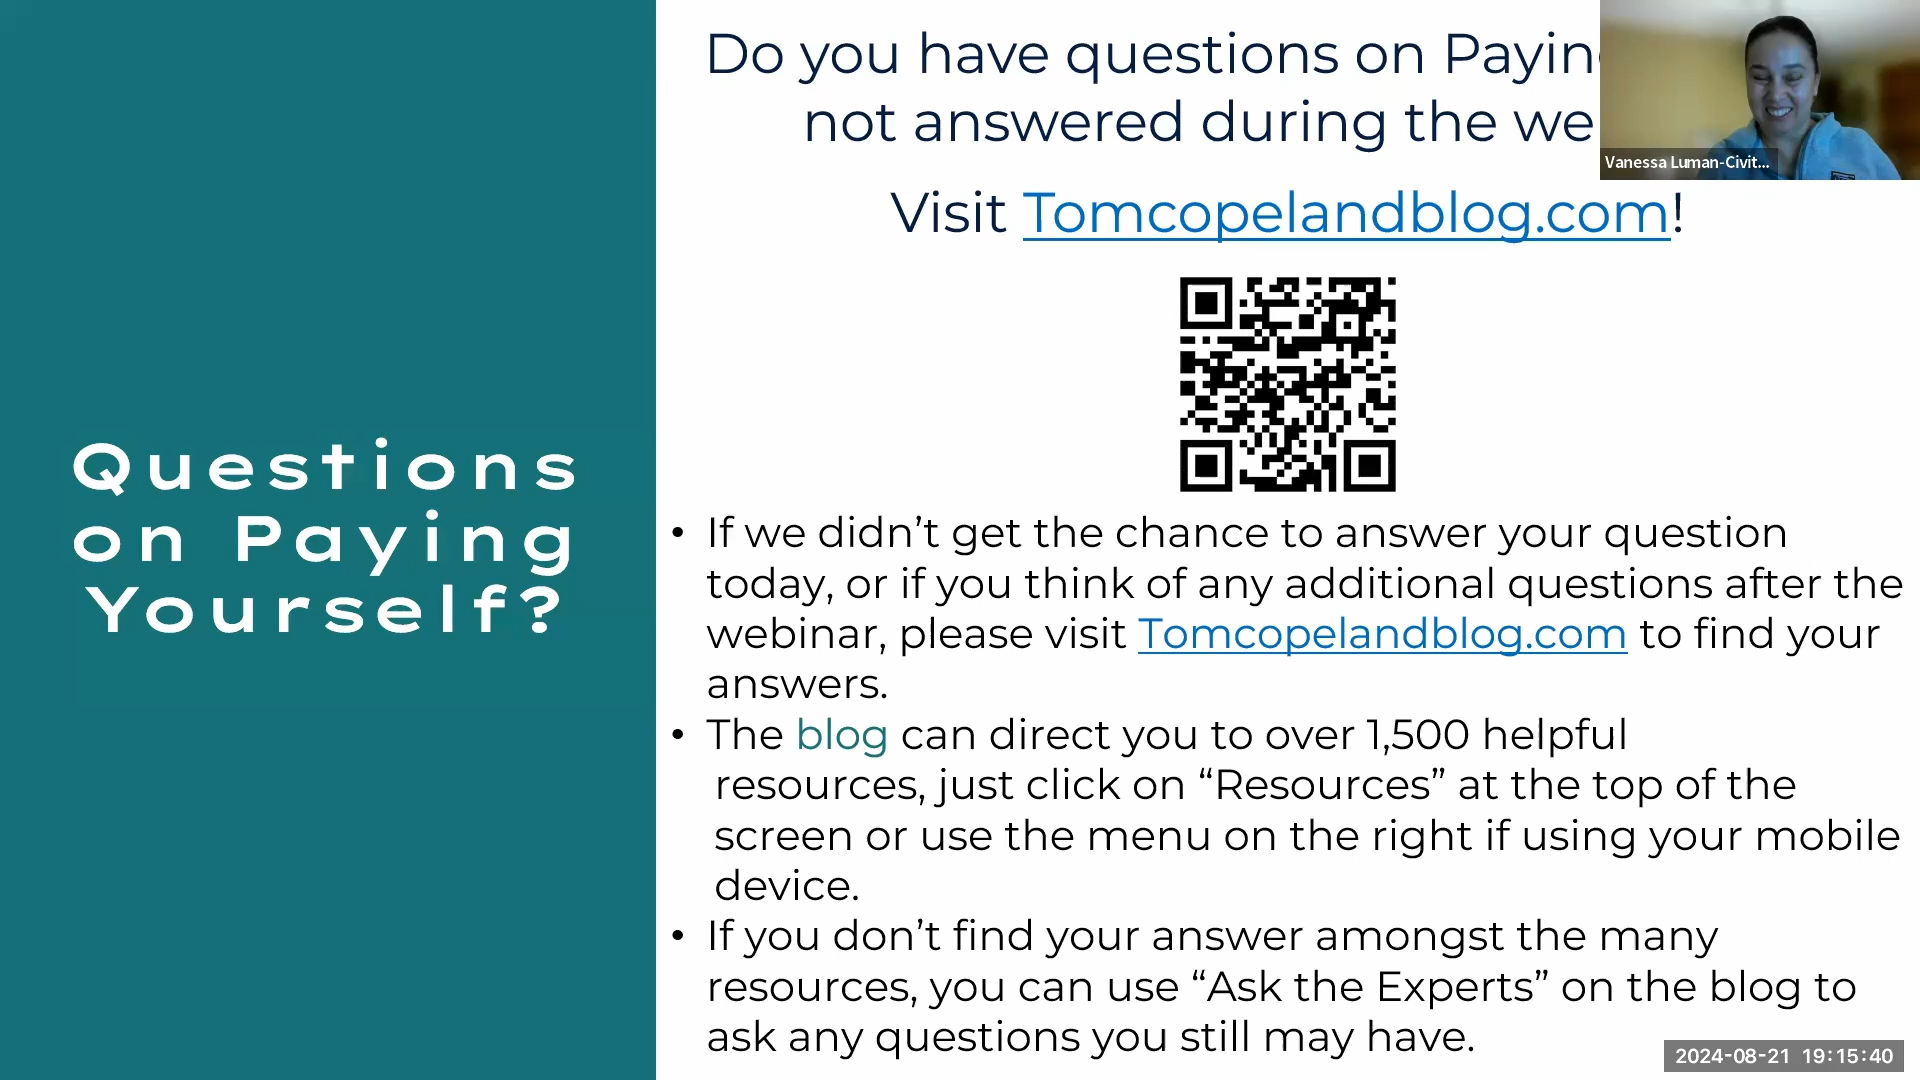 Questions
on Paying
Yourself?
Do you have questions on Payin
not answered during the we
Visit Tomcopelandblog.com!
Vanessa Luman-Civit...
• If we didn’t get the chance to answer your question
today, or if you think of any additional questions after the
webinar, please visit Tomcopelandblog.com to find your
answers.
• The blog can direct you to over 1,500 helpful
resources, just click on “Resources” at the top of the
screen or use the menu on the right if using your mobile
device.
• If you don’t find your answer amongst the many
resources, you can use “Ask the Experts” on the blog to
ask any questions you still may have.
2024-08-21 19:15:40